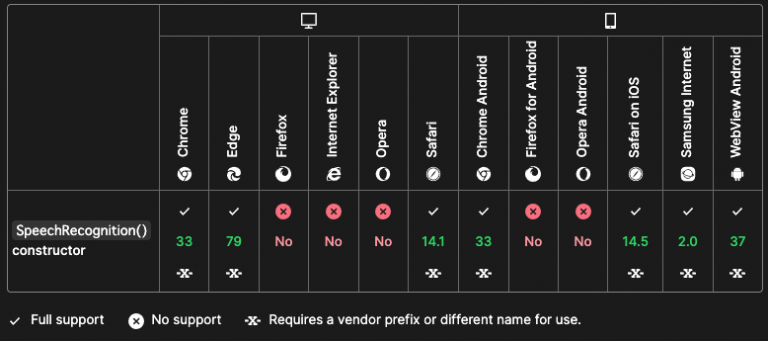 Chrome
Edge
Firefox
Internet Explorer
Opera
Safari
Chrome Android
Firefox for Android
Opera Android
Safari on iOS
Samsung Internet
WebView Android
SpeechRecognition()
constructor
33 79 No No No 14.1 33 No No 14.5 2.0 37
-x- -x- -x- -x- -x- -x- -x-
Full support No support -x- Requires a vendor prefix or different name for use.